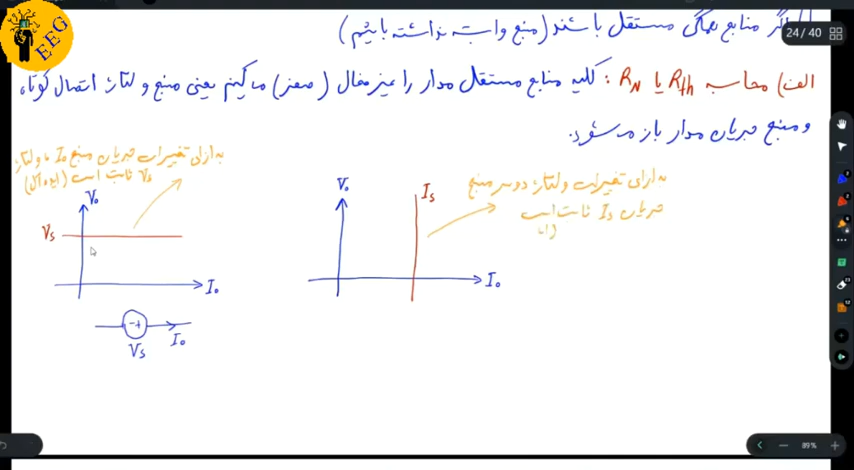 اگر منابع همگی مستقل باشند (منبع وابسته نداشته باشیم)
24 / 40
EEG
الف) محاسبه Rth یا RN : کلیه منابع مستقل مدار را غیرفعال (صفر) می‌کنیم یعنی منبع ولتاژ، اتصال کوتاه
و منبع جریان مدار باز می‌شود.
به ازای تغییرات جریان منبع Io، ولتاژ
Vs ثابت است (ایده‌آل)
به ازای تغییرات ولتاژ دو سر منبع
جریان Is ثابت است
Vo
Vs
Io
Vo
Is
Io
- +
Vs
Io
89%